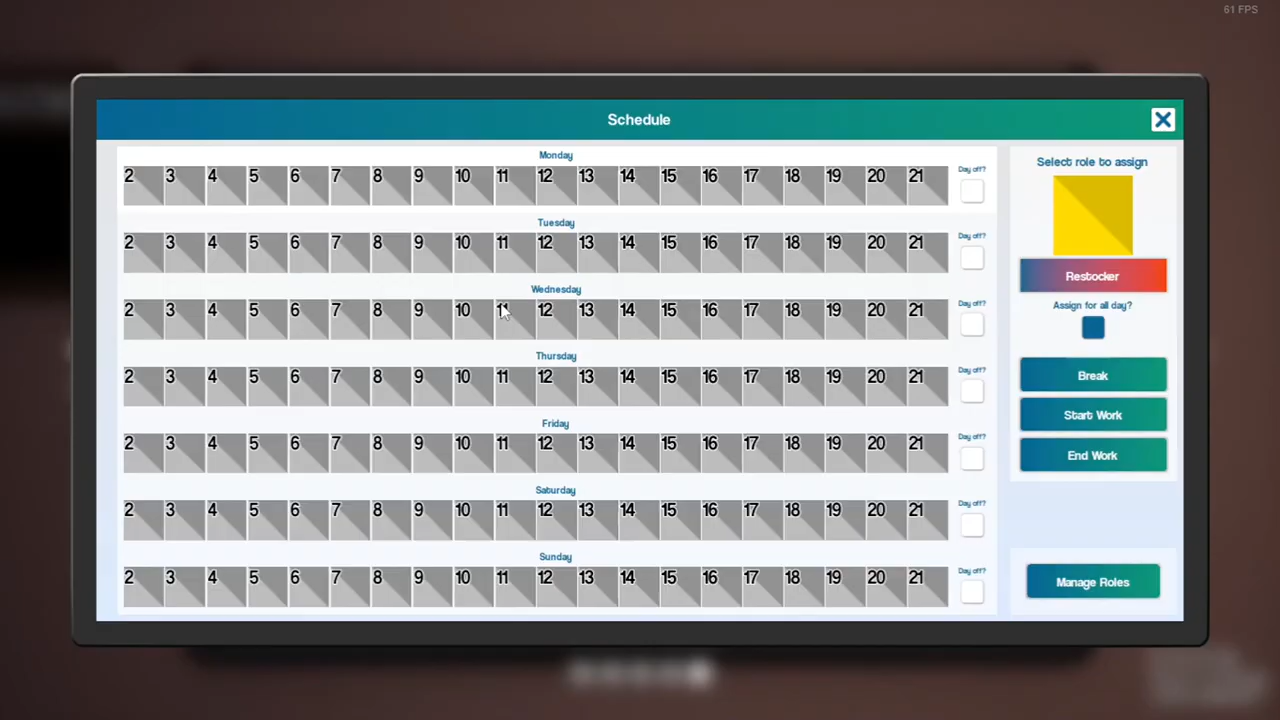 61 FPS
Schedule
Monday
2 3 4 5 6 7 8 9 10 11 12 13 14 15 16 17 18 19 20 21
Day off?
Tuesday
2 3 4 5 6 7 8 9 10 11 12 13 14 15 16 17 18 19 20 21
Day off?
Wednesday
2 3 4 5 6 7 8 9 10 11 12 13 14 15 16 17 18 19 20 21
Day off?
Thursday
2 3 4 5 6 7 8 9 10 11 12 13 14 15 16 17 18 19 20 21
Day off?
Friday
2 3 4 5 6 7 8 9 10 11 12 13 14 15 16 17 18 19 20 21
Day off?
Saturday
2 3 4 5 6 7 8 9 10 11 12 13 14 15 16 17 18 19 20 21
Day off?
Sunday
2 3 4 5 6 7 8 9 10 11 12 13 14 15 16 17 18 19 20 21
Day off?
Select role to assign
Restocker
Assign for all day?
Break
Start Work
End Work
Manage Roles